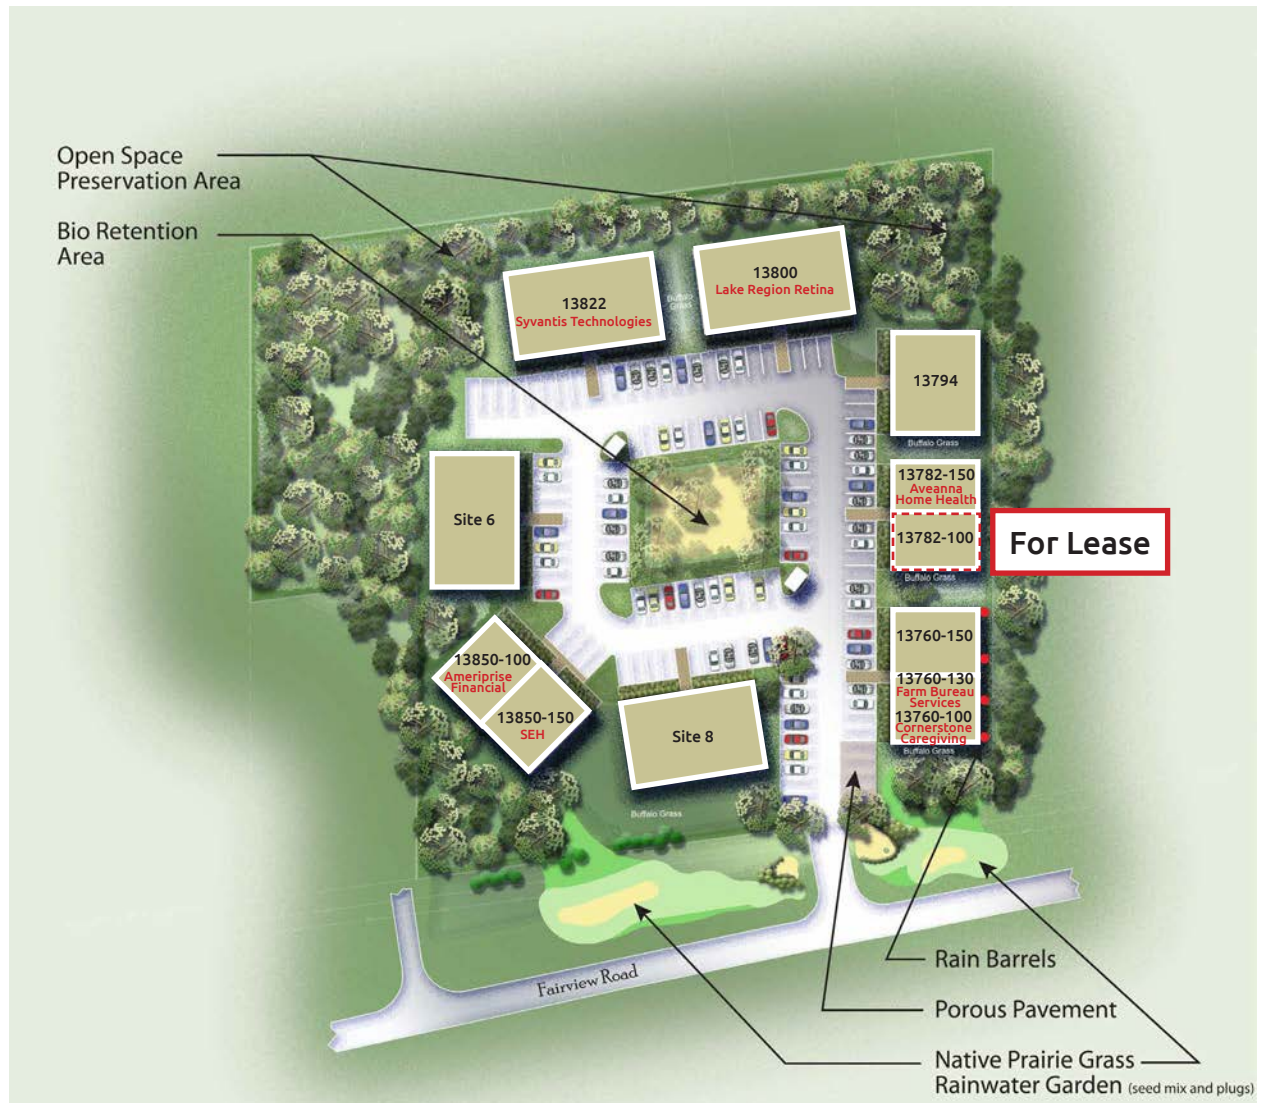 Open Space
Preservation Area
Bio Retention
Area
13822
Syvantis Technologies
Buffalo
Grass
13800
Lake Region Retina
13794
Buffalo Grass
13782-150
Aveanna
Home Health
13782-100
For Lease
Buffalo Grass
Site 6
13760-150
13760-130
Farm Bureau
Services
13760-100
Cornerstone
Caregiving
Buffalo Grass
13850-100
Ameriprise
Financial
13850-150
SEH
Site 8
Buffalo Grass
Fairview Road
Rain Barrels
Porous Pavement
Native Prairie Grass
Rainwater Garden (seed mix and plugs)